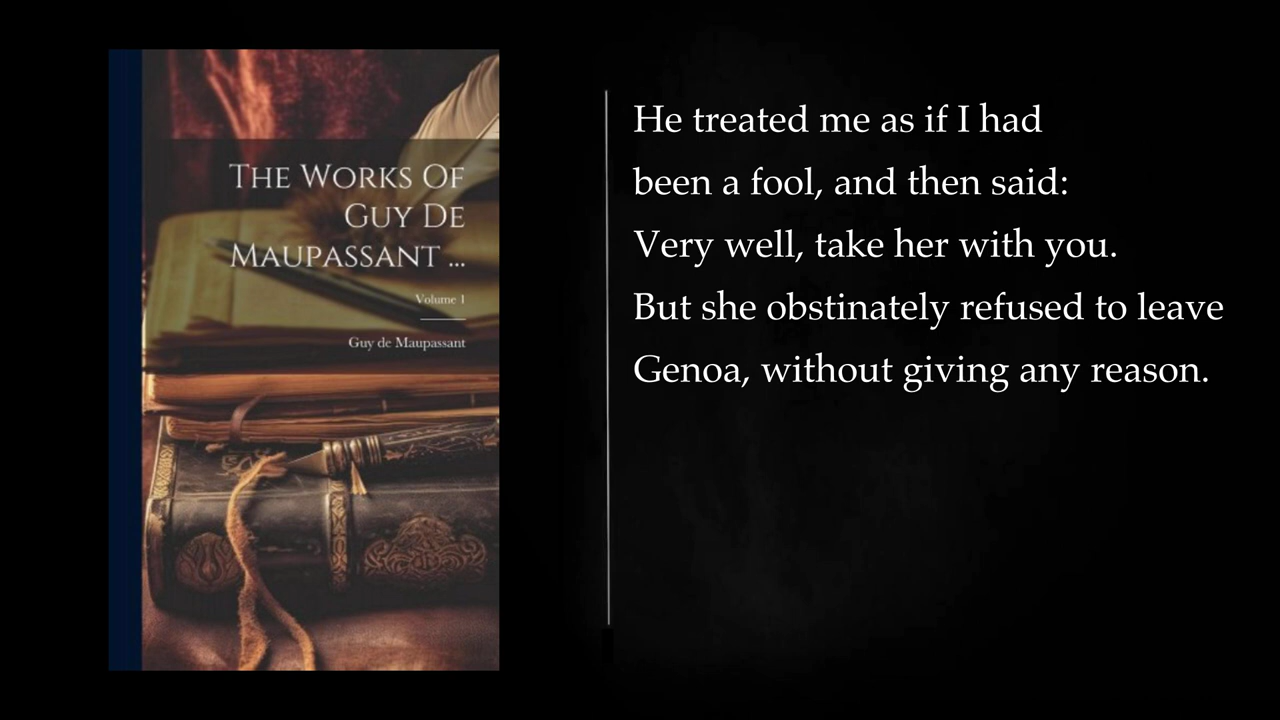 The Works Of
Guy De
Maupassant ...
Volume 1
Guy de Maupassant
He treated me as if I had
been a fool, and then said:
Very well, take her with you.
But she obstinately refused to leave
Genoa, without giving any reason.